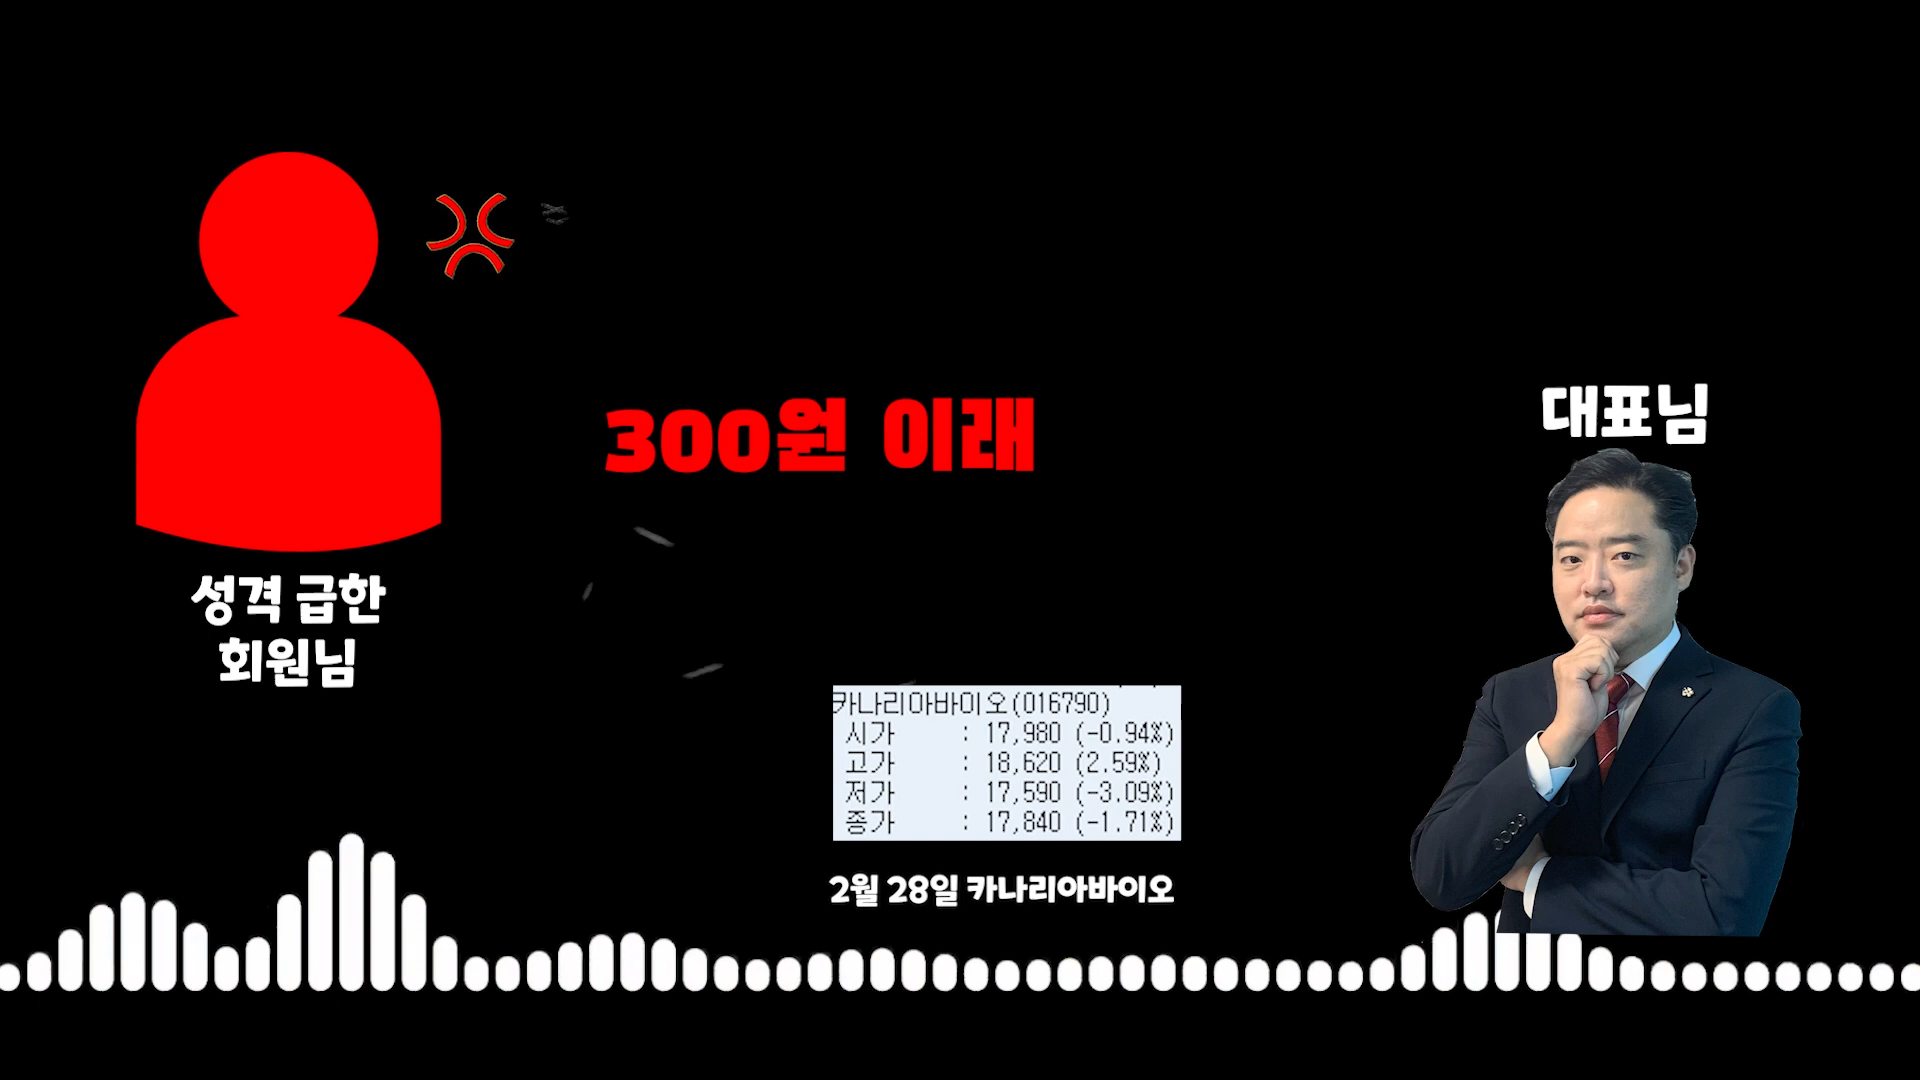 300원 이래
대표님
성격 급한
회원님
카나리아바이오(016790)
시가 : 17,980 (-0.94%)
고가 : 18,620 (2.59%)
저가 : 17,590 (-3.09%)
종가 : 17,840 (-1.71%)
2월 28일 카나리아바이오